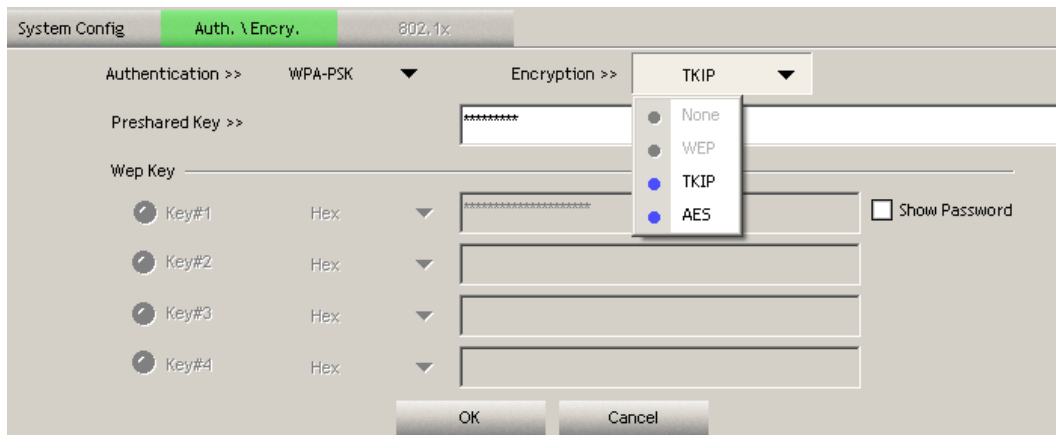 System Config Auth. \ Encry. 802.1x
Authentication >> WPA-PSK Encryption >> TKIP
Preshared Key >> *********
None
WEP
TKIP
AES
Wep Key
Key#1 Hex ********************* Show Password
Key#2 Hex
Key#3 Hex
Key#4 Hex
OK Cancel